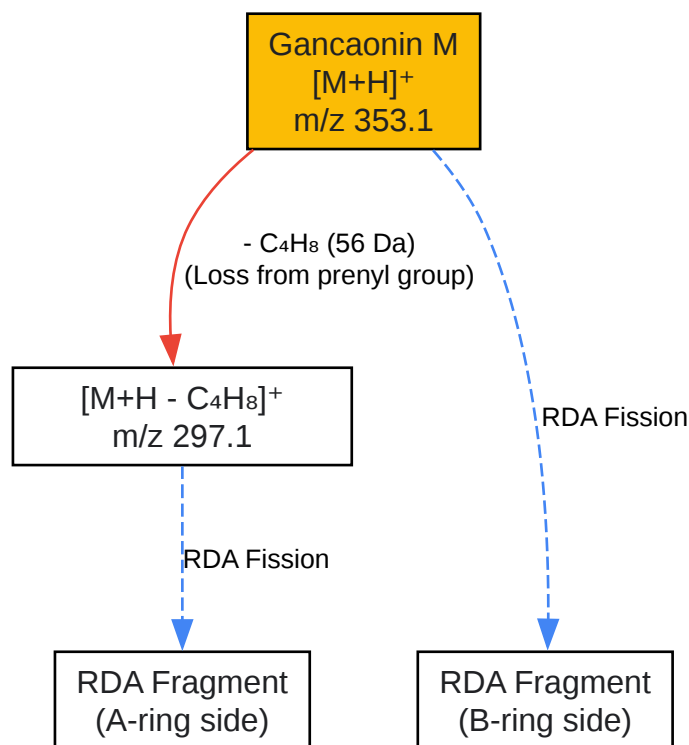 Gancaonin M
[M+H]⁺
m/z 353.1
- C₄H₈ (56 Da)
(Loss from prenyl group)
[M+H - C₄H₈]⁺
m/z 297.1
RDA Fission
RDA Fission
RDA Fragment
(A-ring side)
RDA Fragment
(B-ring side)